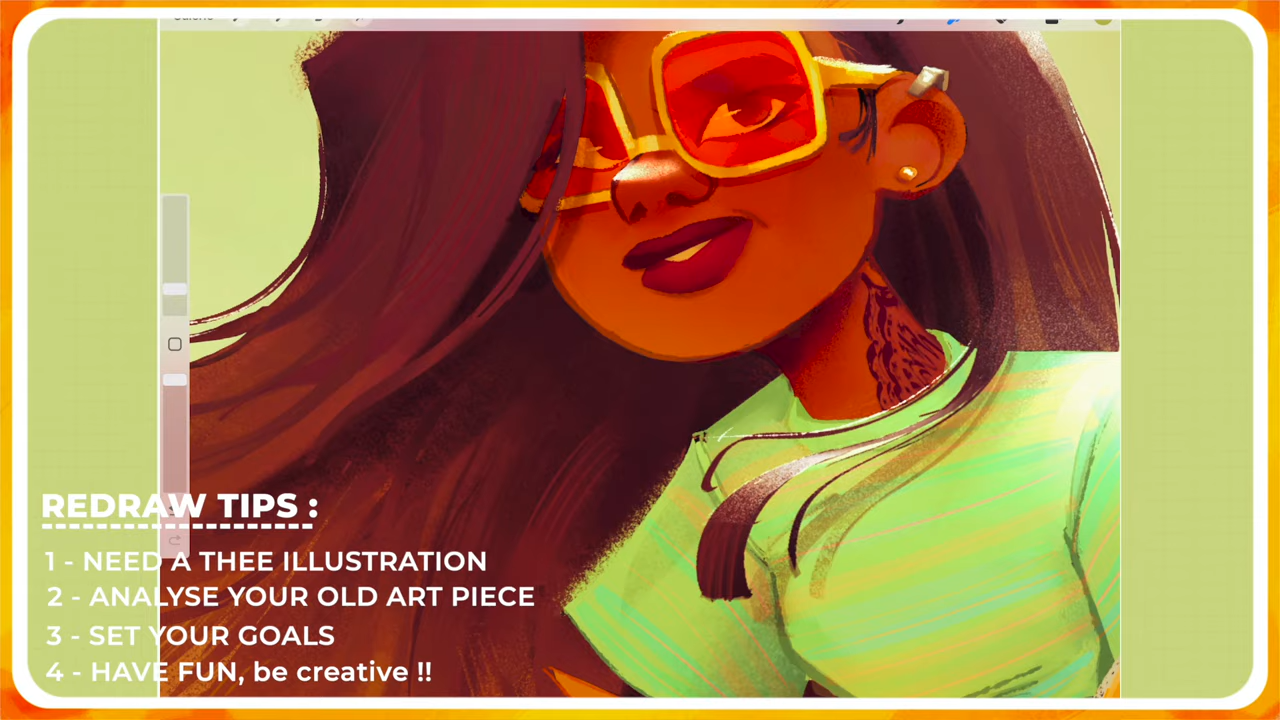 REDRAW TIPS :
1 - NEED A THEE ILLUSTRATION
2 - ANALYSE YOUR OLD ART PIECE
3 - SET YOUR GOALS
4 - HAVE FUN, be creative !!